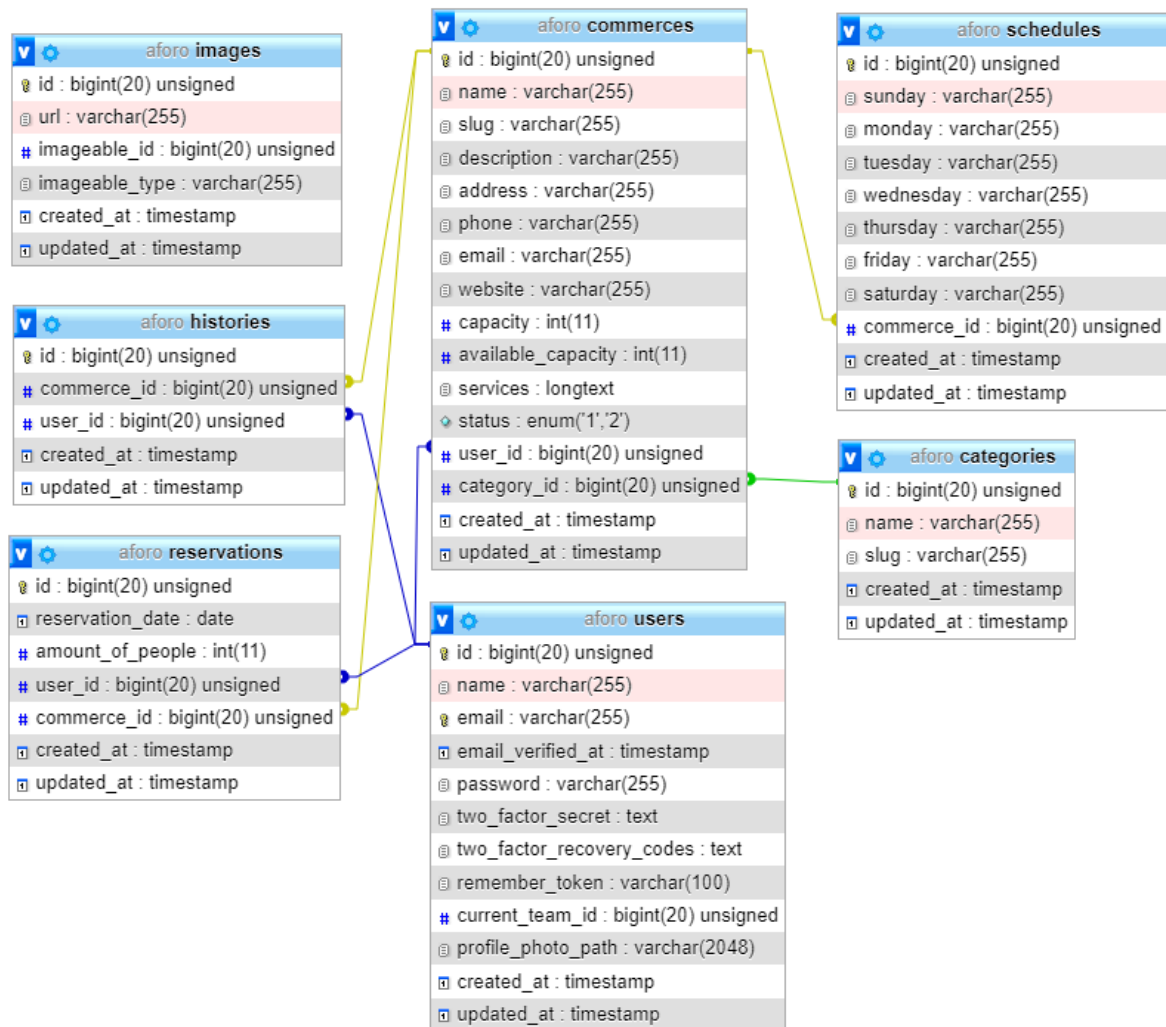 aforo images
id : bigint(20) unsigned
url : varchar(255)
imageable_id : bigint(20) unsigned
imageable_type : varchar(255)
created_at : timestamp
updated_at : timestamp
aforo histories
id : bigint(20) unsigned
commerce_id : bigint(20) unsigned
user_id : bigint(20) unsigned
created_at : timestamp
updated_at : timestamp
aforo reservations
id : bigint(20) unsigned
reservation_date : date
amount_of_people : int(11)
user_id : bigint(20) unsigned
commerce_id : bigint(20) unsigned
created_at : timestamp
updated_at : timestamp
aforo commerces
id : bigint(20) unsigned
name : varchar(255)
slug : varchar(255)
description : varchar(255)
address : varchar(255)
phone : varchar(255)
email : varchar(255)
website : varchar(255)
capacity : int(11)
available_capacity : int(11)
services : longtext
status : enum('1','2')
user_id : bigint(20) unsigned
category_id : bigint(20) unsigned
created_at : timestamp
updated_at : timestamp
aforo users
id : bigint(20) unsigned
name : varchar(255)
email : varchar(255)
email_verified_at : timestamp
password : varchar(255)
two_factor_secret : text
two_factor_recovery_codes : text
remember_token : varchar(100)
current_team_id : bigint(20) unsigned
profile_photo_path : varchar(2048)
created_at : timestamp
updated_at : timestamp
aforo schedules
id : bigint(20) unsigned
sunday : varchar(255)
monday : varchar(255)
tuesday : varchar(255)
wednesday : varchar(255)
thursday : varchar(255)
friday : varchar(255)
saturday : varchar(255)
commerce_id : bigint(20) unsigned
created_at : timestamp
updated_at : timestamp
aforo categories
id : bigint(20) unsigned
name : varchar(255)
slug : varchar(255)
created_at : timestamp
updated_at : timestamp